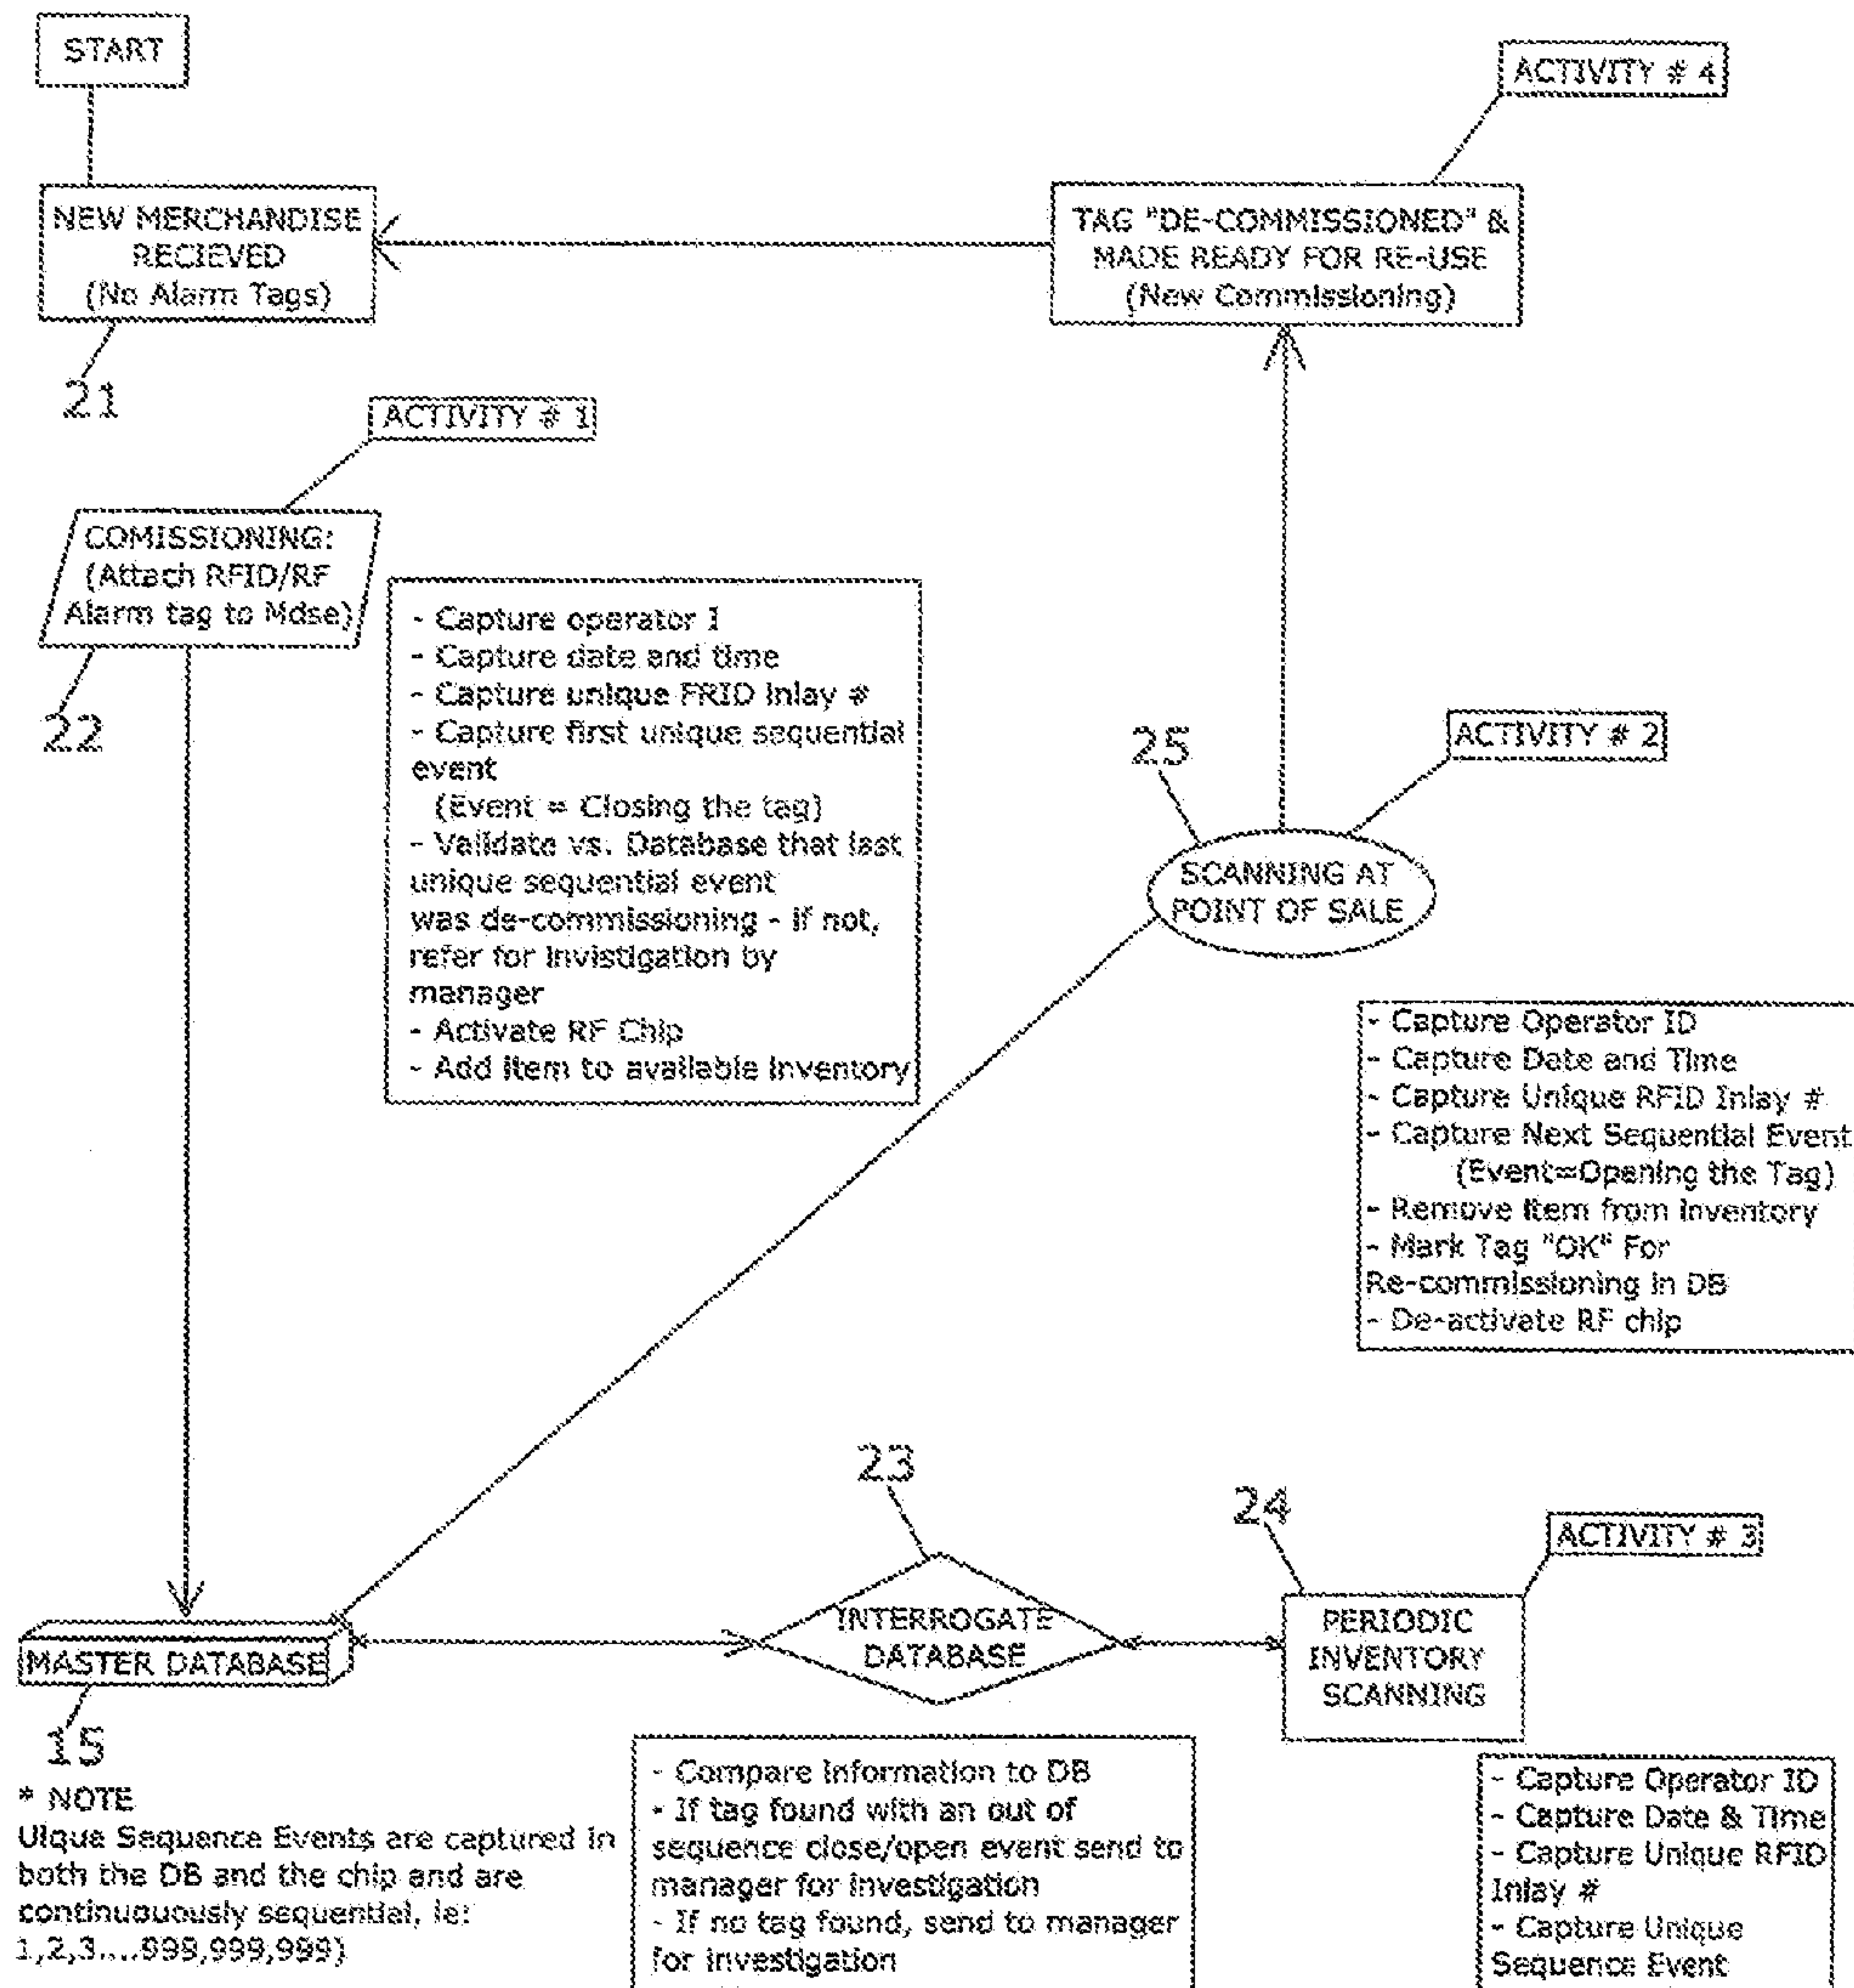 START
ACTIVITY # 4
NEW MERCHANDISE
RECIEVED
(No Alarm Tags)
21
TAG "DE-COMMISSIONED" &
MADE READY FOR RE-USE
(New Commissioning)
ACTIVITY # 1
COMISSIONING:
(Attach RFID/RF
Alarm tag to Mdse)
22
- Capture operator I
- Capture date and time
- Capture unique FRID inlay #
- Capture first unique sequential
event
(Event = Closing the tag)
- Validate vs. Database that last
unique sequential event
was de-commissioning - if not,
refer for invistigation by
manager
- Activate RF Chip
- Add item to available inventory
25
ACTIVITY # 2
SCANNING AT
POINT OF SALE
- Capture Operator ID
- Capture Date and Time
- Capture Unique RFID Inlay #
- Capture Next Sequential Event
(Event=Opening the Tag)
- Remove item from inventory
- Mark Tag "OK" For
Re-commissioning in DB
- De-activate RF chip
23
24
ACTIVITY # 3
MASTER DATABASE
15
INTERROGATE
DATABASE
PERIODIC
INVENTORY
SCANNING
* NOTE
Uiqua Sequence Events are captured in
both the DB and the chip and are
continuouously sequential, ie:
1,2,3....999,999,999)
- Compare information to DB
- If tag found with an out of
sequence close/open event send to
manager for investigation
- If no tag found, send to manager
for investigation
- Capture Operator ID
- Capture Date & Time
- Capture Unique RFID
Inlay #
- Capture Unique
Sequence Event